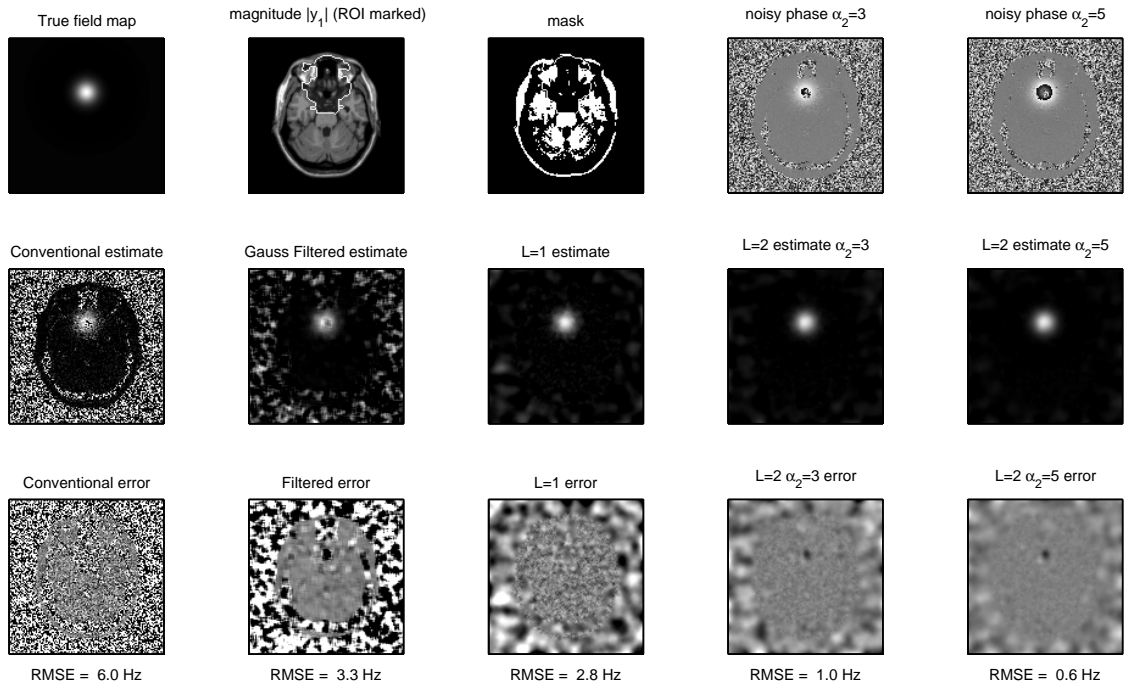 True field map
magnitude |y₁| (ROI marked)
mask
noisy phase α₂=3
noisy phase α₂=5
Conventional estimate
Gauss Filtered estimate
L=1 estimate
L=2 estimate α₂=3
L=2 estimate α₂=5
Conventional error
Filtered error
L=1 error
L=2 α₂=3 error
L=2 α₂=5 error
RMSE = 6.0 Hz
RMSE = 3.3 Hz
RMSE = 2.8 Hz
RMSE = 1.0 Hz
RMSE = 0.6 Hz